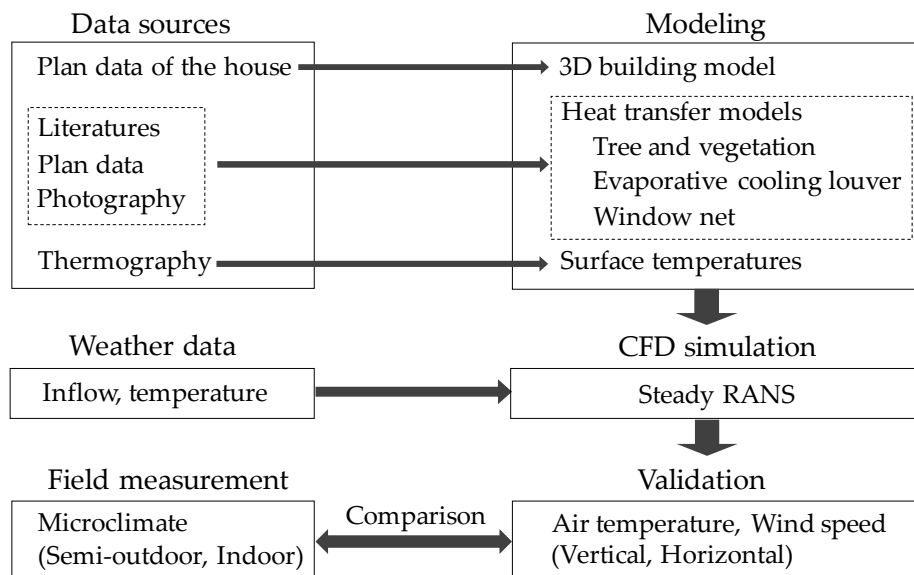 Data sources
Modeling
Plan data of the house
3D building model
Literatures
Plan data
Photography
Heat transfer models
Tree and vegetation
Evaporative cooling louver
Window net
Thermography
Surface temperatures
Weather data
CFD simulation
Inflow, temperature
Steady RANS
Field measurement
Validation
Microclimate
(Semi-outdoor, Indoor)
Comparison
Air temperature, Wind speed
(Vertical, Horizontal)